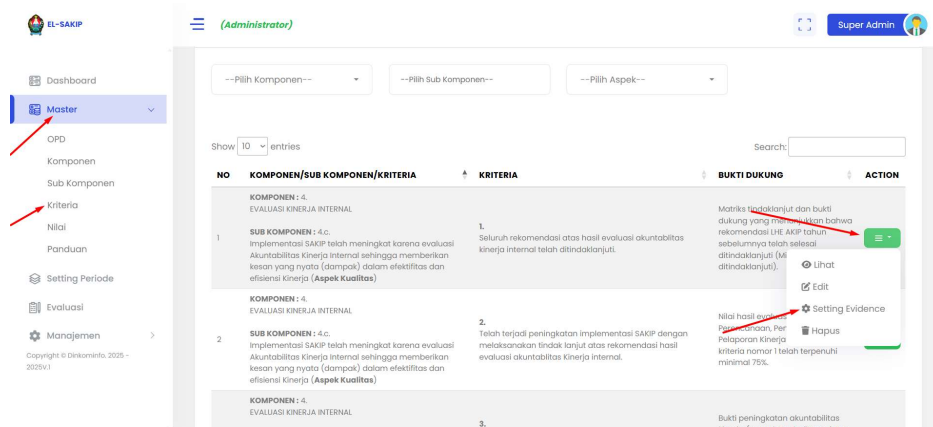 EL-SAKIP
(Administrator)
Super Admin
Dashboard
Master
OPD
Komponen
Sub Komponen
Kriteria
Nilai
Panduan
Setting Periode
Evaluasi
Manajemen
Copyright © Dinkominfo. 2025 -
2025V.1
--Pilih Komponen--
--Pilih Sub Komponen--
--Pilih Aspek--
Show 10 entries
Search:
NO
KOMPONEN/SUB KOMPONEN/KRITERIA
KRITERIA
BUKTI DUKUNG
ACTION
1
KOMPONEN : 4.
EVALUASI KINERJA INTERNAL
SUB KOMPONEN : 4.c.
Implementasi SAKIP telah meningkat karena evaluasi
Akuntabilitas Kinerja Internal sehingga memberikan
kesan yang nyata (dampak) dalam efektifitas dan
efisiensi Kinerja (Aspek Kualitas)
1.
Seluruh rekomendasi atas hasil evaluasi akuntablitas
kinerja internal telah ditindaklanjuti.
Matriks tindaklanjut dan bukti
dukung yang menunjukkan bahwa
rekomendasi LHE AKIP tahun
sebelumnya telah selesai
ditindaklanjuti (Mi
ditindaklanjuti).
Lihat
Edit
Setting Evidence
Hapus
2
KOMPONEN : 4.
EVALUASI KINERJA INTERNAL
SUB KOMPONEN : 4.c.
Implementasi SAKIP telah meningkat karena evaluasi
Akuntabilitas Kinerja Internal sehingga memberikan
kesan yang nyata (dampak) dalam efektifitas dan
efisiensi Kinerja (Aspek Kualitas)
2.
Telah terjadi peningkatan implementasi SAKIP dengan
melaksanakan tindak lanjut atas rekomendasi hasil
evaluasi akuntablitas Kinerja internal.
Nilai hasil evaluas
Perencanaan, Per
Pelaporan Kinerja
kriteria nomor 1 telah terpenuhi
minimal 75%.
KOMPONEN : 4.
EVALUASI KINERJA INTERNAL
3.
Bukti peningkatan akuntabilitas